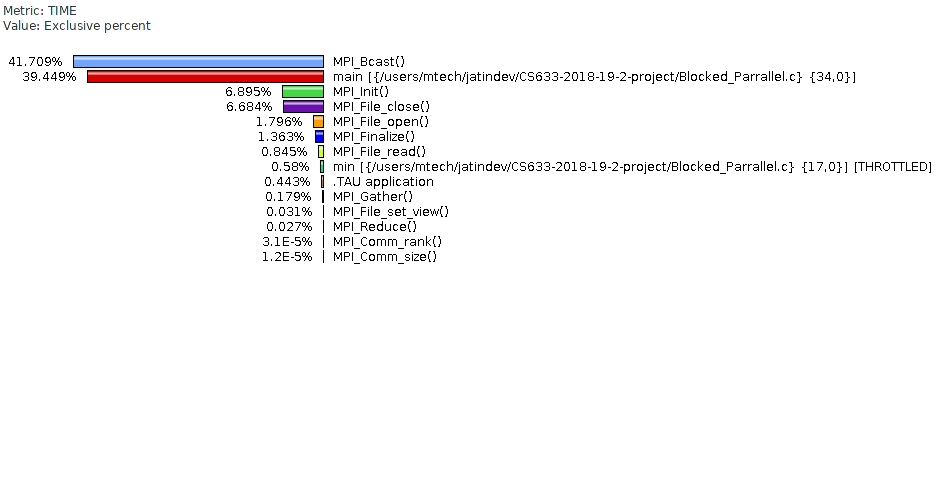 Metric: TIME
Value: Exclusive percent
41.709% MPI_Bcast()
39.449% main [{/users/mtech/jatindev/CS633-2018-19-2-project/Blocked_Parrallel.c} {34,0}]
6.895% MPI_Init()
6.684% MPI_File_close()
1.796% MPI_File_open()
1.363% MPI_Finalize()
0.845% MPI_File_read()
0.58% min [{/users/mtech/jatindev/CS633-2018-19-2-project/Blocked_Parrallel.c} {17,0}] [THROTTLED]
0.443% .TAU application
0.179% MPI_Gather()
0.031% MPI_File_set_view()
0.027% MPI_Reduce()
3.1E-5% MPI_Comm_rank()
1.2E-5% MPI_Comm_size()